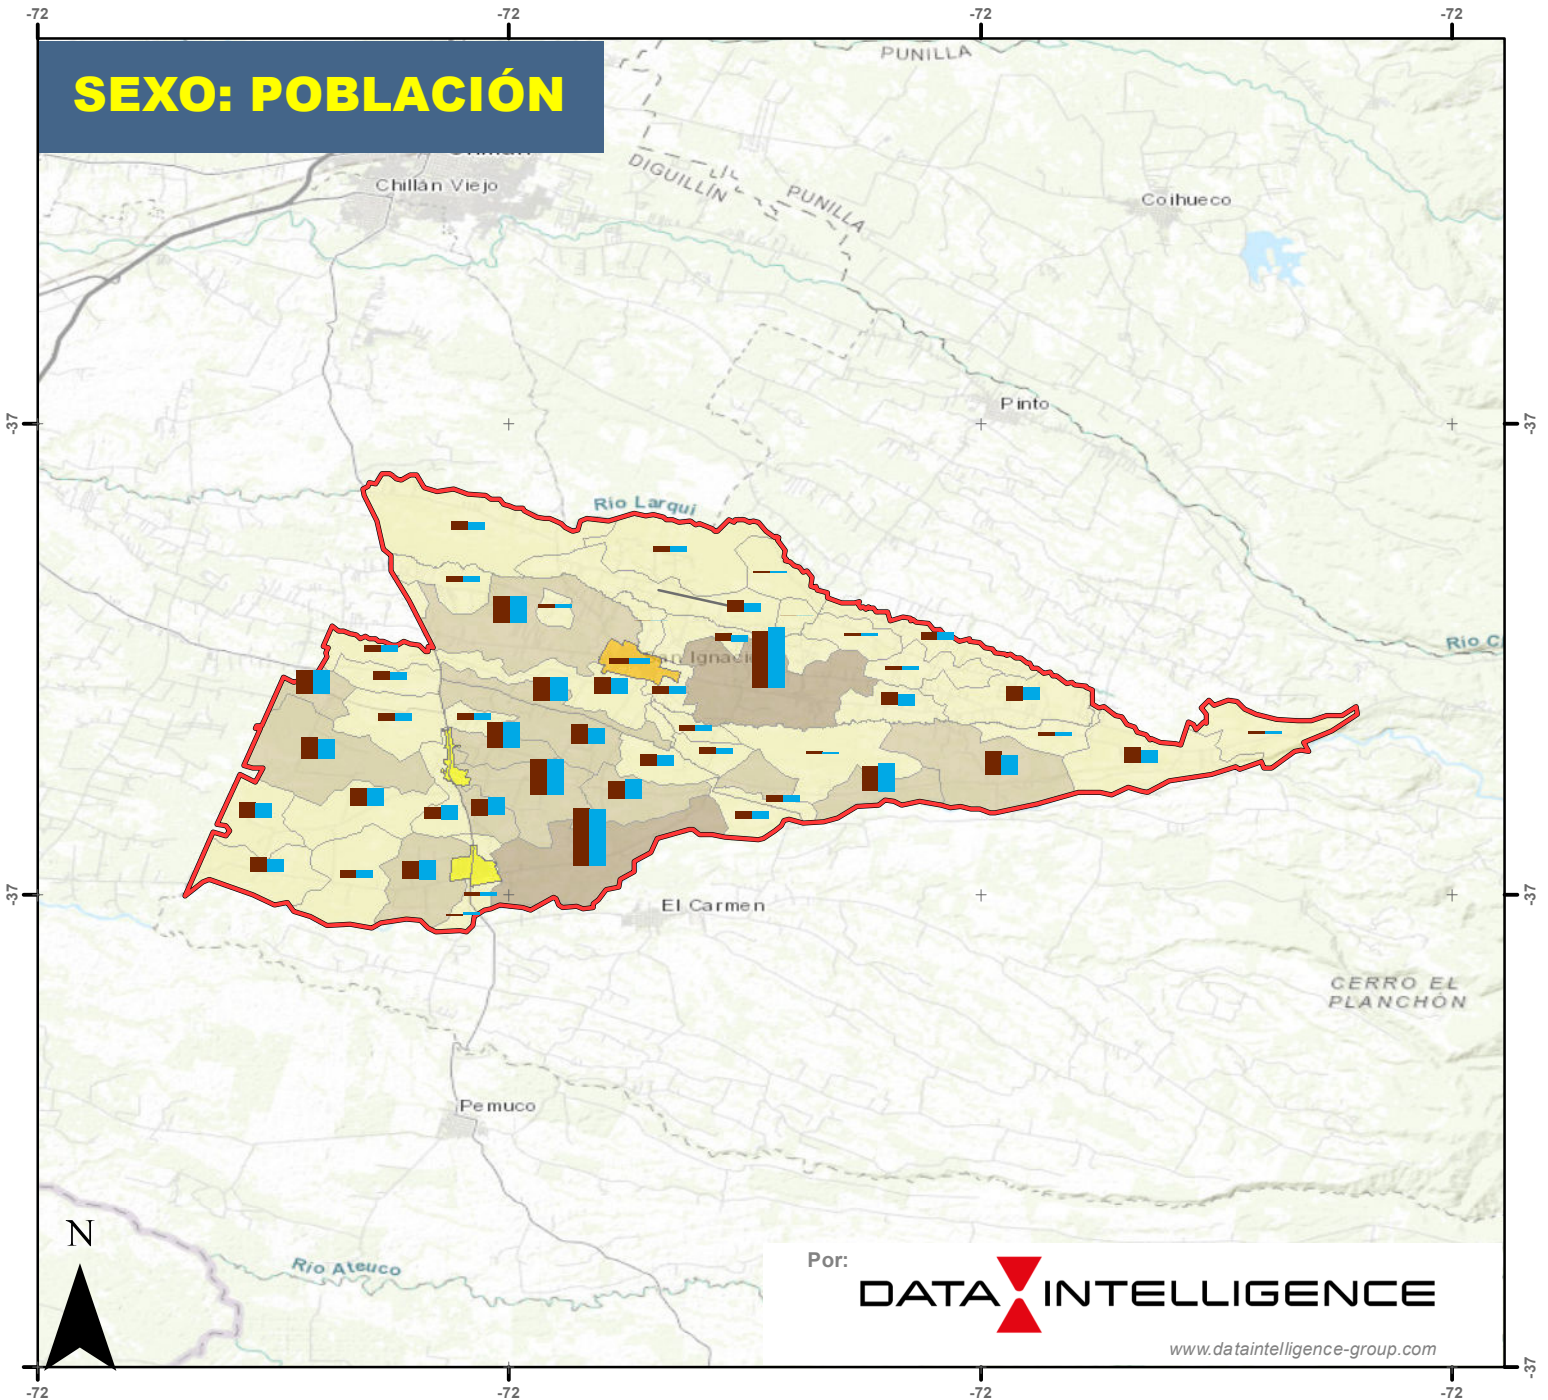 -72
-72
-72
-72
SEXO: POBLACIÓN
PUNILLA
Chillán Viejo
DIGUILLÍN
PUNILLA
Coihueco
Pinto
-37
-37
Río Larqui
Río C
an Ignaci
-37
-37
El Carmen
CERRO EL
PLANCHÓN
Pemuco
N
Río Ateuco
Por:
DATA INTELLIGENCE
www.dataintelligence-group.com
-37
-72
-72
-72
-72